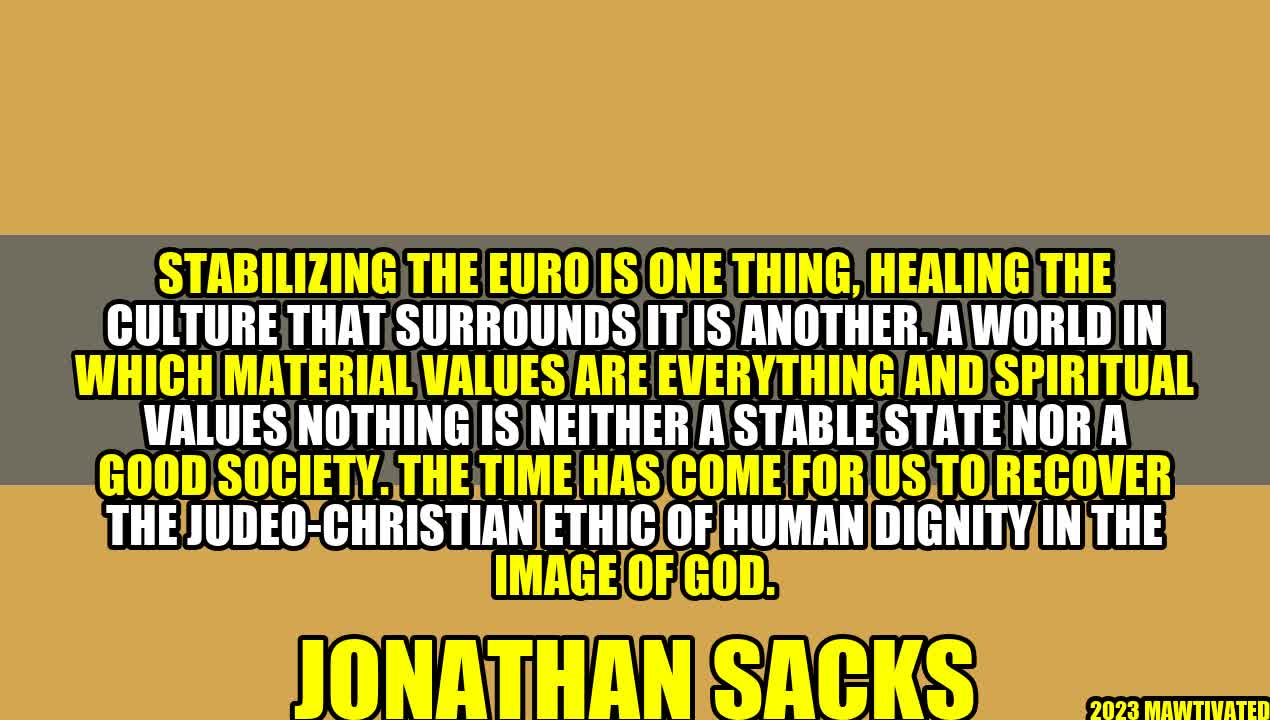 STABILIZING THE EURO IS ONE THING, HEALING THE
CULTURE THAT SURROUNDS IT IS ANOTHER. A WORLD IN
WHICH MATERIAL VALUES ARE EVERYTHING AND SPIRITUAL
VALUES NOTHING IS NEITHER A STABLE STATE NOR A
GOOD SOCIETY. THE TIME HAS COME FOR US TO RECOVER
THE JUDEO-CHRISTIAN ETHIC OF HUMAN DIGNITY IN THE
IMAGE OF GOD.
JONATHAN SACKS
2023 MAWTIVATED